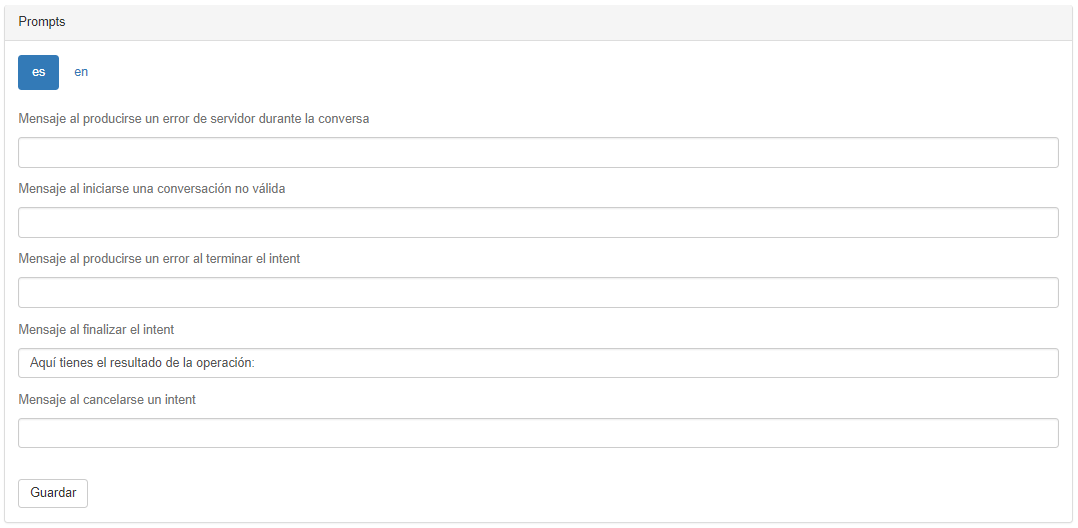 Prompts
es en
Mensaje al producirse un error de servidor durante la conversa
Mensaje al iniciarse una conversación no válida
Mensaje al producirse un error al terminar el intent
Mensaje al finalizar el intent
Aquí tienes el resultado de la operación:
Mensaje al cancelarse un intent
Guardar